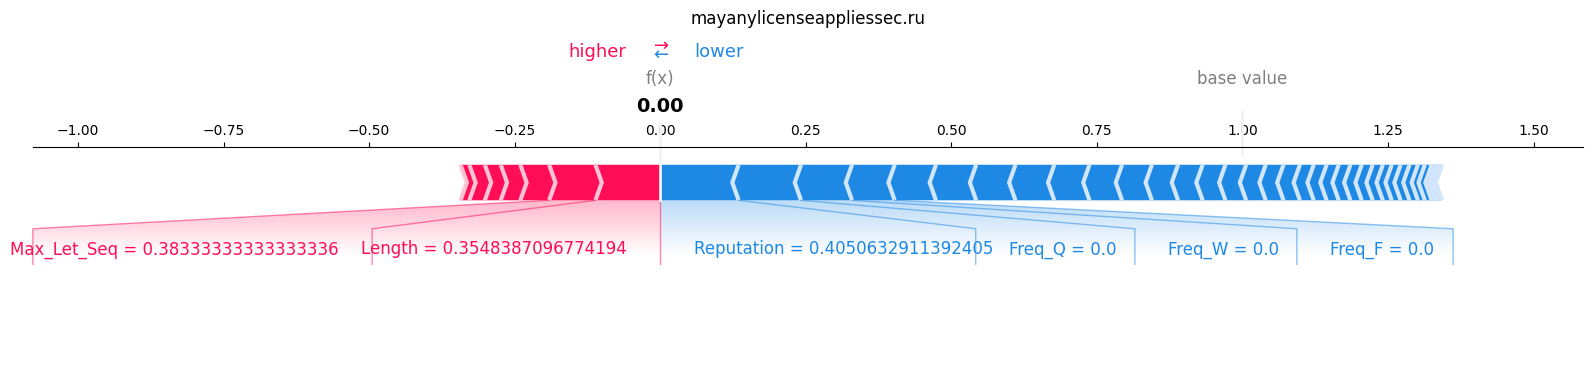 mayanylicenseappliessec.ru
higher → ← lower
f(x) base value
0.00
−1.00 −0.75 −0.50 −0.25 0.00 0.25 0.50 0.75 1.00 1.25 1.50
Max_Let_Seq = 0.38333333333333336 Length = 0.3548387096774194 Reputation = 0.4050632911392405 Freq_Q = 0.0 Freq_W = 0.0 Freq_F = 0.0